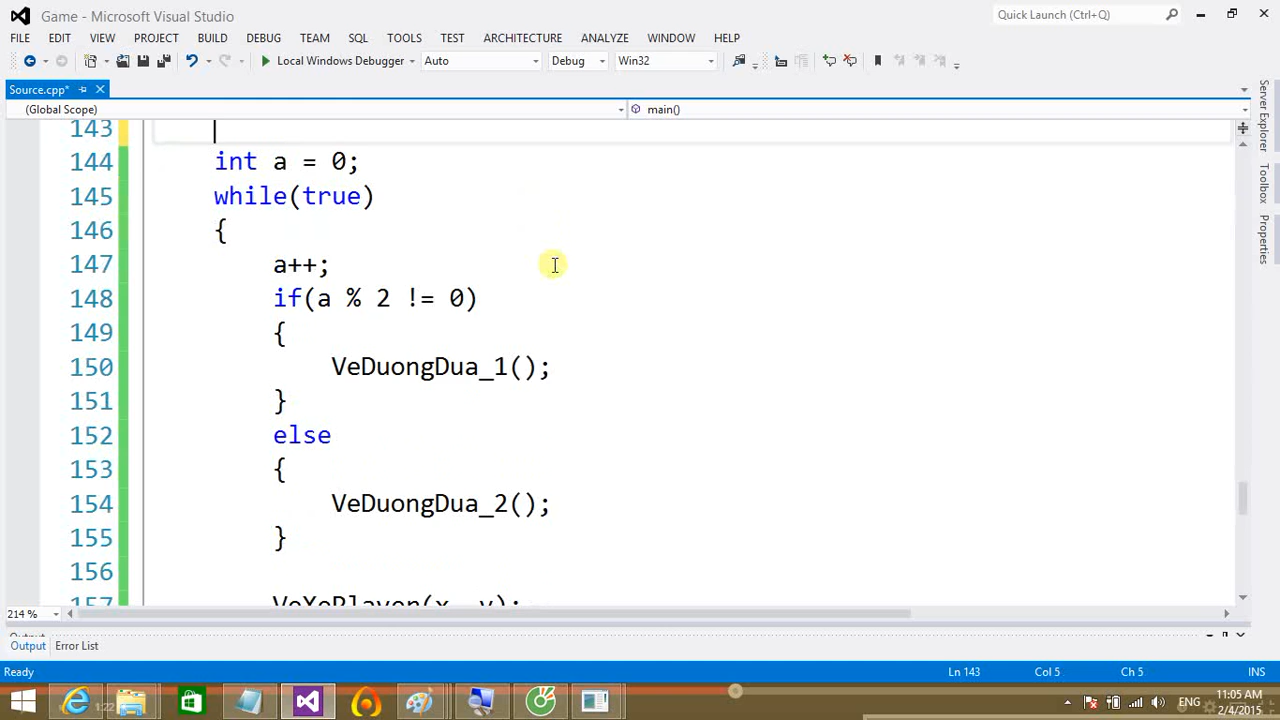 Game - Microsoft Visual Studio
Quick Launch (Ctrl+Q)
FILE EDIT VIEW PROJECT BUILD DEBUG TEAM SQL TOOLS TEST ARCHITECTURE ANALYZE WINDOW HELP
Local Windows Debugger Auto Debug Win32
Source.cpp*
(Global Scope) main()
143
144 int a = 0;
145 while(true)
146 {
147 a++;
148 if(a % 2 != 0)
149 {
150 VeDuongDua_1();
151 }
152 else
153 {
154 VeDuongDua_2();
155 }
156
157 VeXePlayer(x, y);
214 %
Output
Output Error List
Ready Ln 143 Col 5 Ch 5 INS
1:22
ENG
11:05 AM
2/4/2015
Server Explorer
Toolbox
Properties